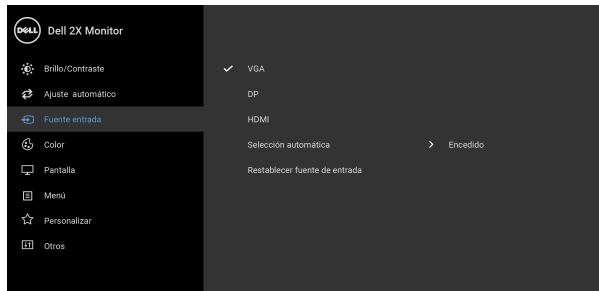 DELL Dell 2X Monitor
Brillo/Contraste
Ajuste automático
Fuente entrada
Color
Pantalla
Menú
Personalizar
Otros
VGA
DP
HDMI
Selección automática
Encedido
Restablecer fuente de entrada